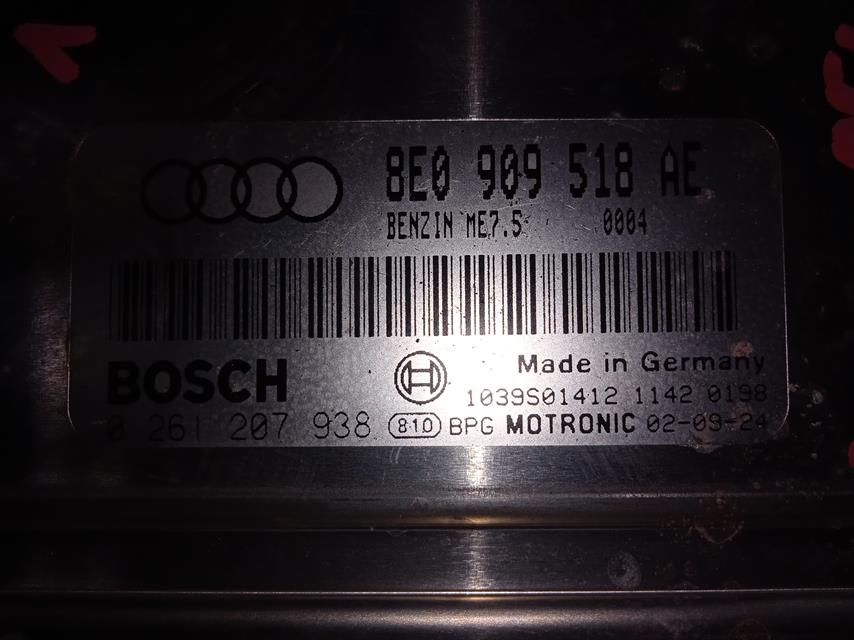 8E0 909 518 AE
BENZIN ME7.5 0004
BOSCH
Made in Germany
1039S01412 1142 0198
0 261 207 938 810 BPG MOTRONIC 02-09-24